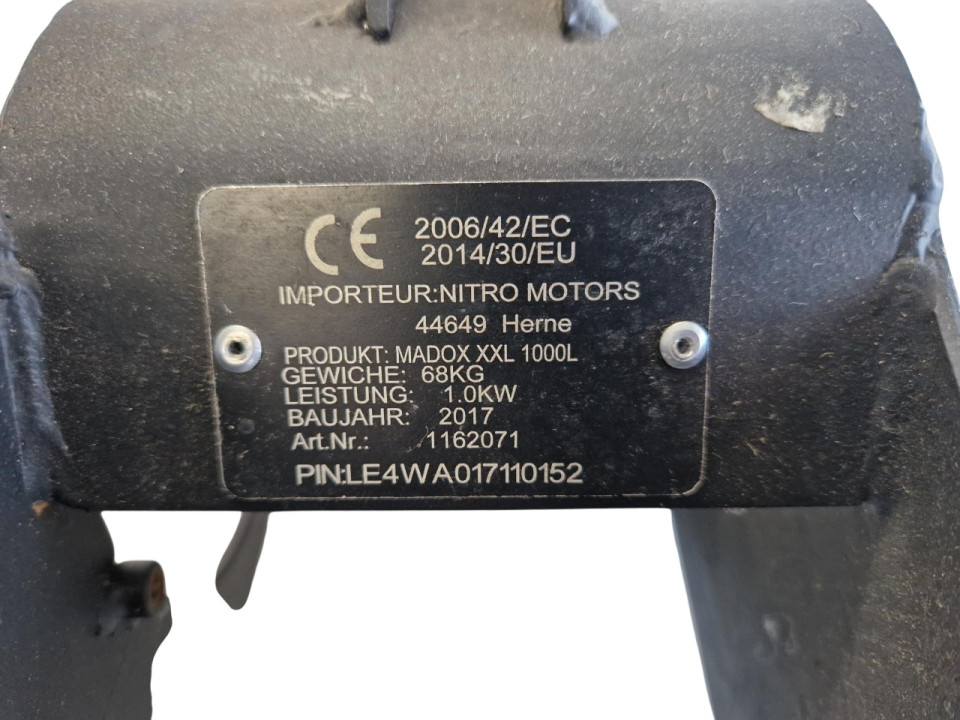 CE 2006/42/EC
2014/30/EU
IMPORTEUR:NITRO MOTORS
44649 Herne
PRODUKT: MADOX XXL 1000L
GEWICHE: 68KG
LEISTUNG: 1.0KW
BAUJAHR: 2017
Art.Nr.: 1162071
PIN:LE4WA017110152